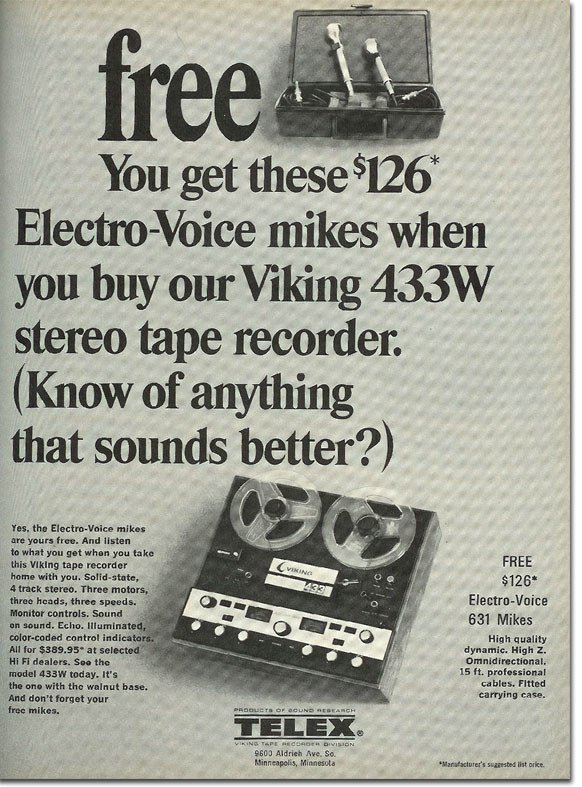 free
You get these $126*
Electro-Voice mikes when
you buy our Viking 433W
stereo tape recorder.
(Know of anything
that sounds better?)
Yes, the Electro-Voice mikes
are yours free. And listen
to what you get when you take
this Viking tape recorder
home with you. Solid-state,
4 track stereo. Three motors,
three heads, three speeds.
Monitor controls. Sound
on sound. Echo. Illuminated,
color-coded control indicators.
All for $389.95* at selected
Hi Fi dealers. See the
model 433W today. It's
the one with the walnut base.
And don't forget your
free mikes.
VIKING
433
FREE
$126*
Electro-Voice
631 Mikes
High quality
dynamic. High Z.
Omnidirectional.
15 ft. professional
cables. Fitted
carrying case.
PRODUCTS OF SOUND RESEARCH
TELEX®
VIKING TAPE RECORDER DIVISION
9600 Aldrich Ave. So.
Minneapolis, Minnesota
*Manufacturer's suggested list price.